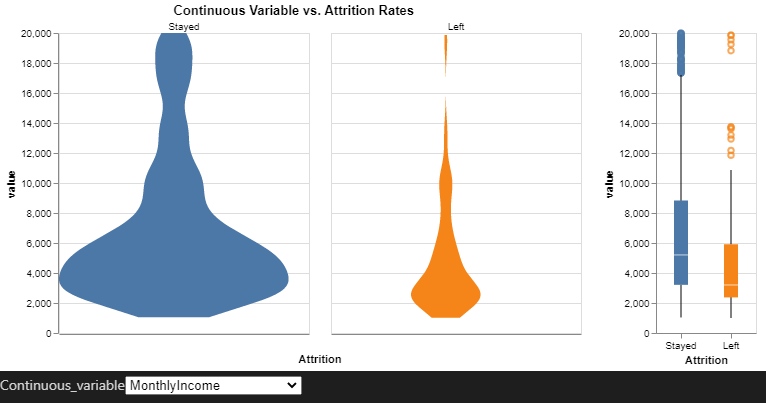 Continuous Variable vs. Attrition Rates
Stayed
Left
20,000
18,000
16,000
14,000
12,000
10,000
8,000
6,000
4,000
2,000
0
value
Attrition
20,000
18,000
16,000
14,000
12,000
10,000
8,000
6,000
4,000
2,000
0
value
Stayed
Left
Attrition
Continuous_variable MonthlyIncome